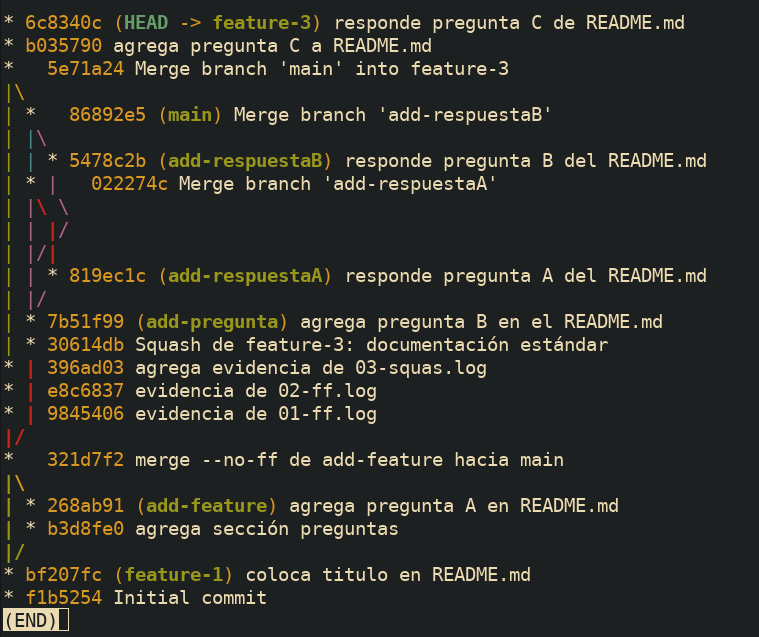 * 6c8340c (HEAD -> feature-3) responde pregunta C de README.md
* b035790 agrega pregunta C a README.md
*   5e71a24 Merge branch 'main' into feature-3
|\
| *   86892e5 (main) Merge branch 'add-respuestaB'
| |\
| | * 5478c2b (add-respuestaB) responde pregunta B del README.md
| * |   022274c Merge branch 'add-respuestaA'
| |\ \
| | |/
| |/|
| | * 819ec1c (add-respuestaA) responde pregunta A del README.md
| |/
| * 7b51f99 (add-pregunta) agrega pregunta B en el README.md
| * 30614db Squash de feature-3: documentación estándar
* | 396ad03 agrega evidencia de 03-squas.log
* | e8c6837 evidencia de 02-ff.log
* | 9845406 evidencia de 01-ff.log
|/
*   321d7f2 merge --no-ff de add-feature hacia main
|\
| * 268ab91 (add-feature) agrega pregunta A en README.md
| * b3d8fe0 agrega sección preguntas
|/
* bf207fc (feature-1) coloca titulo en README.md
* f1b5254 Initial commit
(END)